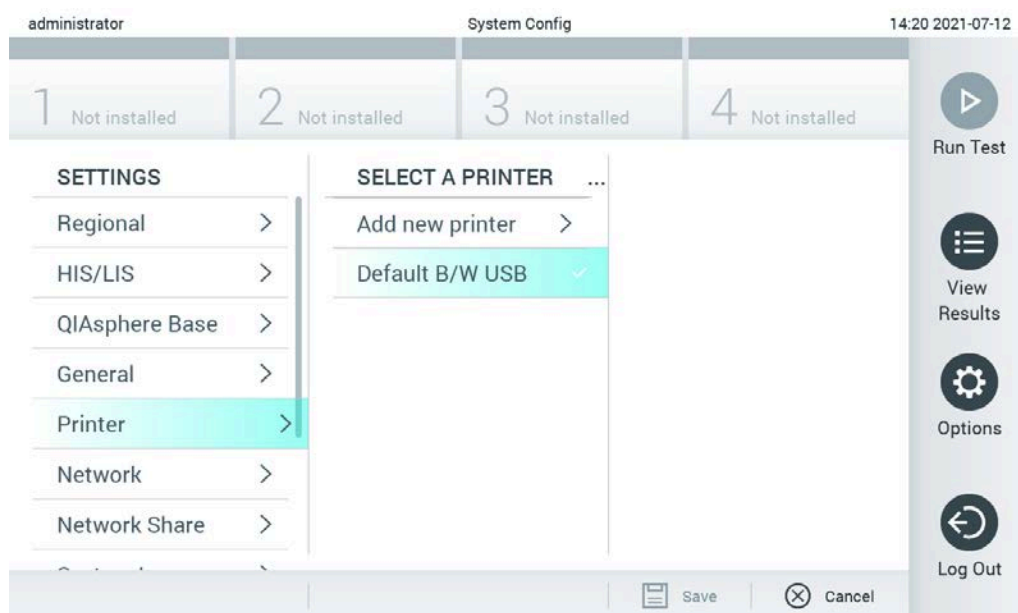 administrator System Config 14:20 2021-07-12
1 Not installed 2 Not installed 3 Not installed 4 Not installed
Run Test
SETTINGS
Regional
HIS/LIS
QIAsphere Base
General
Printer
Network
Network Share
SELECT A PRINTER ...
Add new printer
Default B/W USB
View
Results
Options
Log Out
Save Cancel